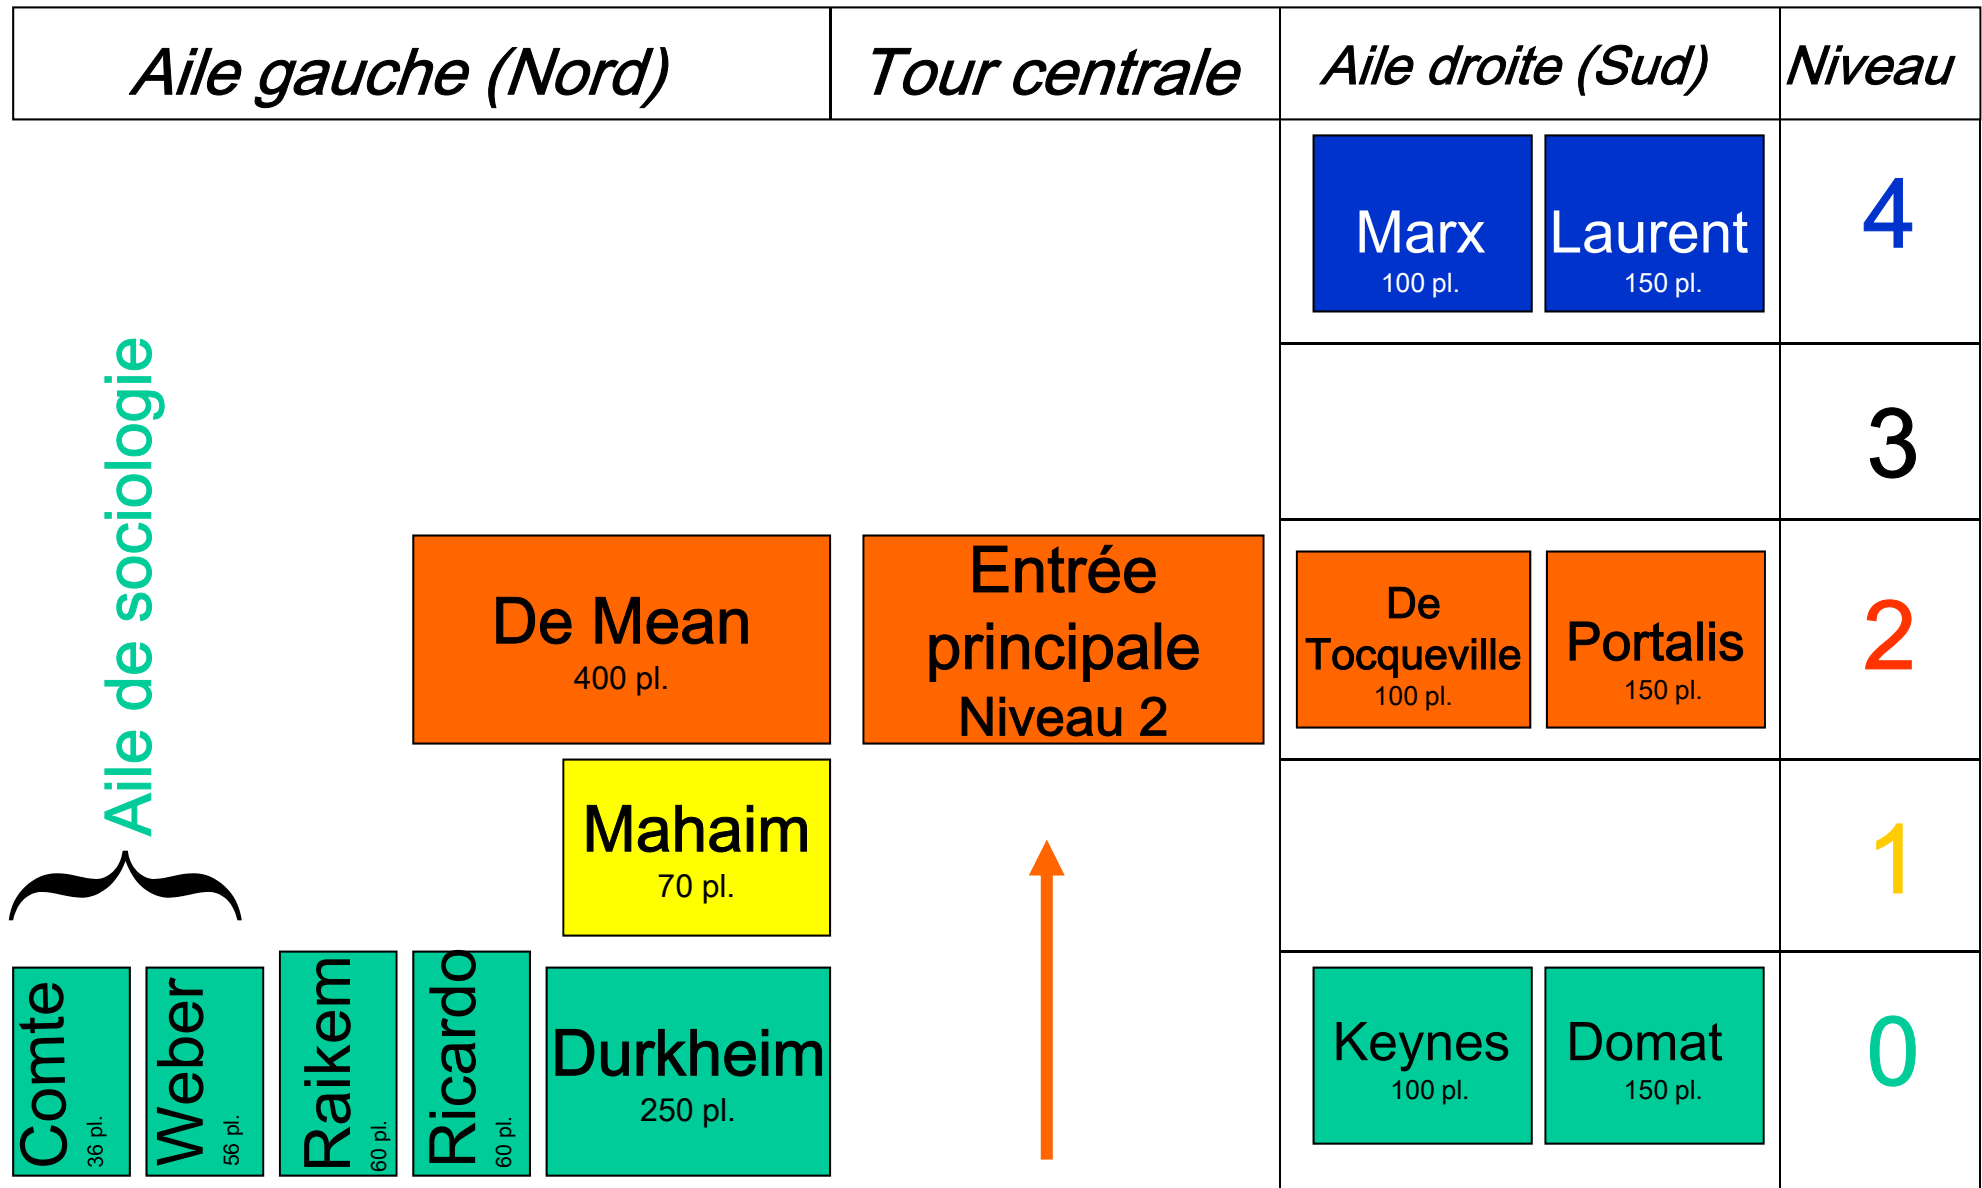 Aile gauche (Nord)
Tour centrale
Aile droite (Sud)
Niveau
Marx
100 pl.
Laurent
150 pl.
4
3
Aile de sociologie
De Mean
400 pl.
Entrée
principale
Niveau 2
De
Tocqueville
100 pl.
Portalis
150 pl.
2
Mahaim
70 pl.
1
Comte
36 pl.
Weber
56 pl.
Raikem
60 pl.
Ricardo
60 pl.
Durkheim
250 pl.
Keynes
100 pl.
Domat
150 pl.
0